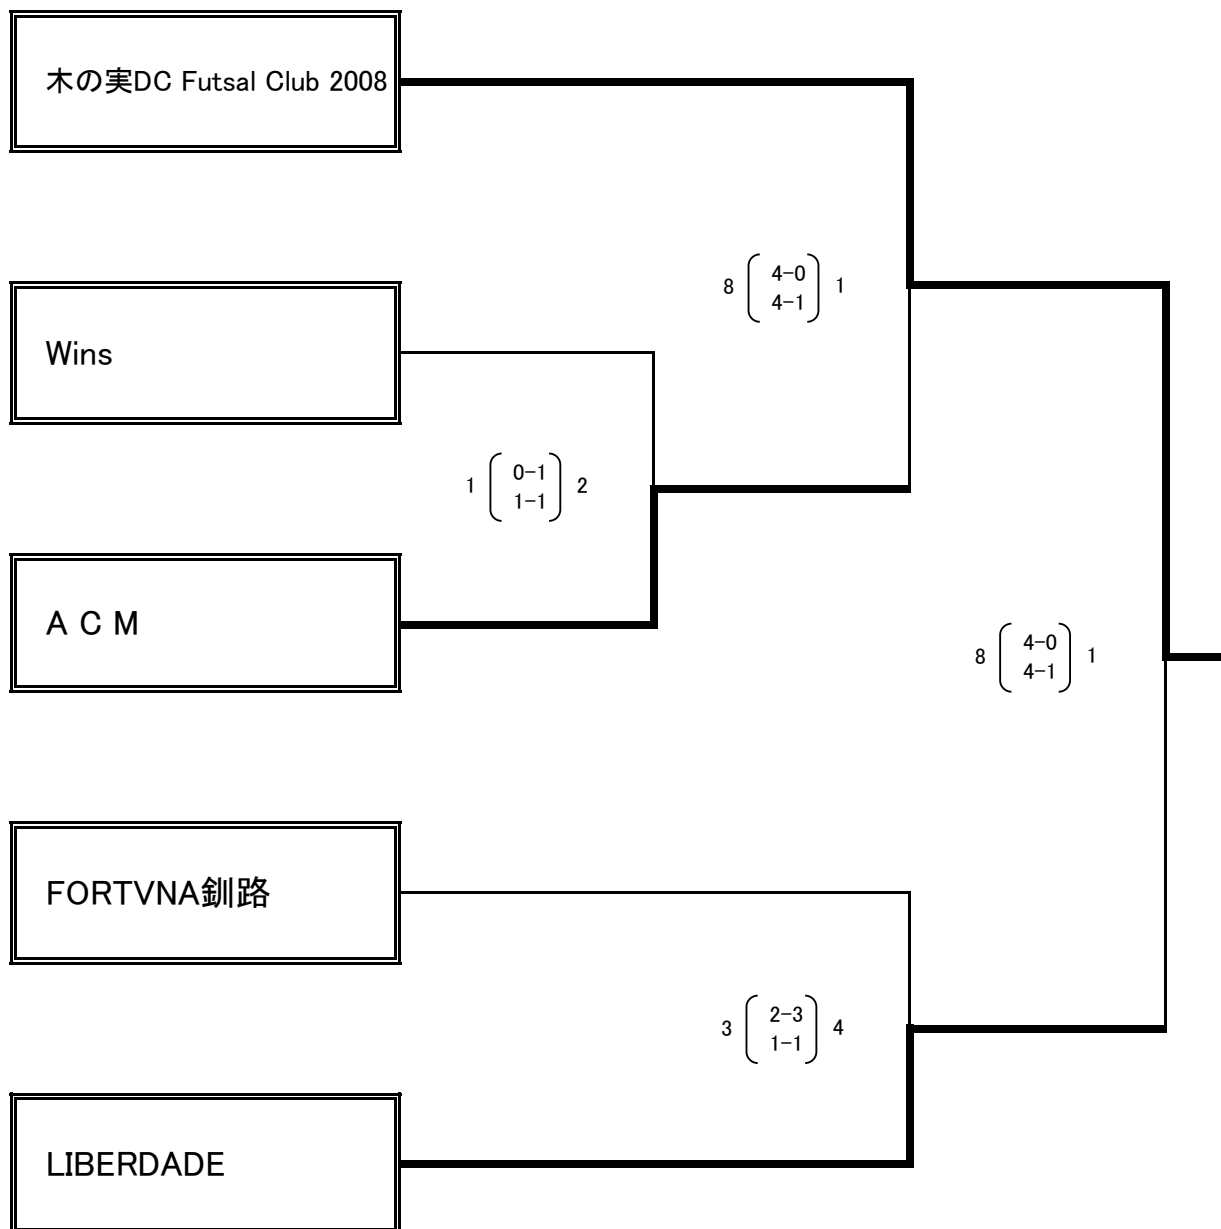 木の実DC Futsal Club 2008
8 4-0 1
4-1
Wins
1 0-1 2
1-1
A C M
8 4-0 1
4-1
FORTVNA釧路
3 2-3 4
1-1
LIBERDADE